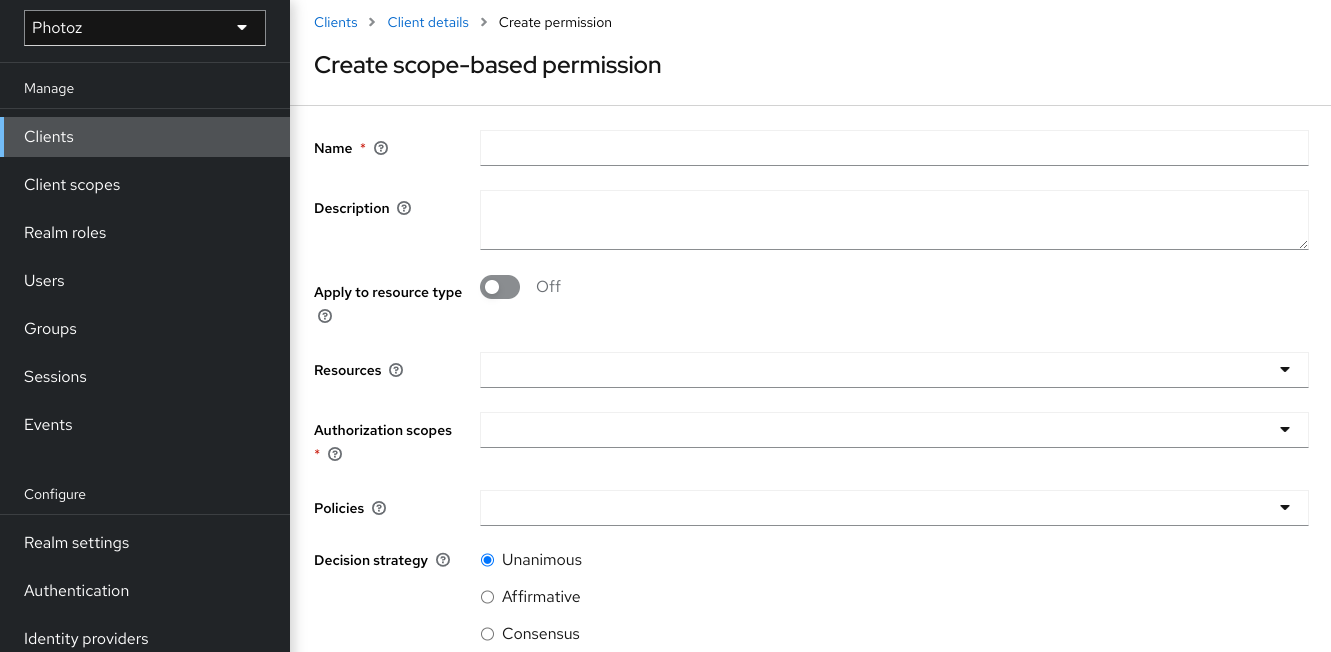 Photoz
Manage
Clients
Client scopes
Realm roles
Users
Groups
Sessions
Events
Configure
Realm settings
Authentication
Identity providers
Clients > Client details > Create permission
Create scope-based permission
Name *
Description
Apply to resource type
Off
Resources
Authorization scopes
*
Policies
Decision strategy
Unanimous
Affirmative
Consensus